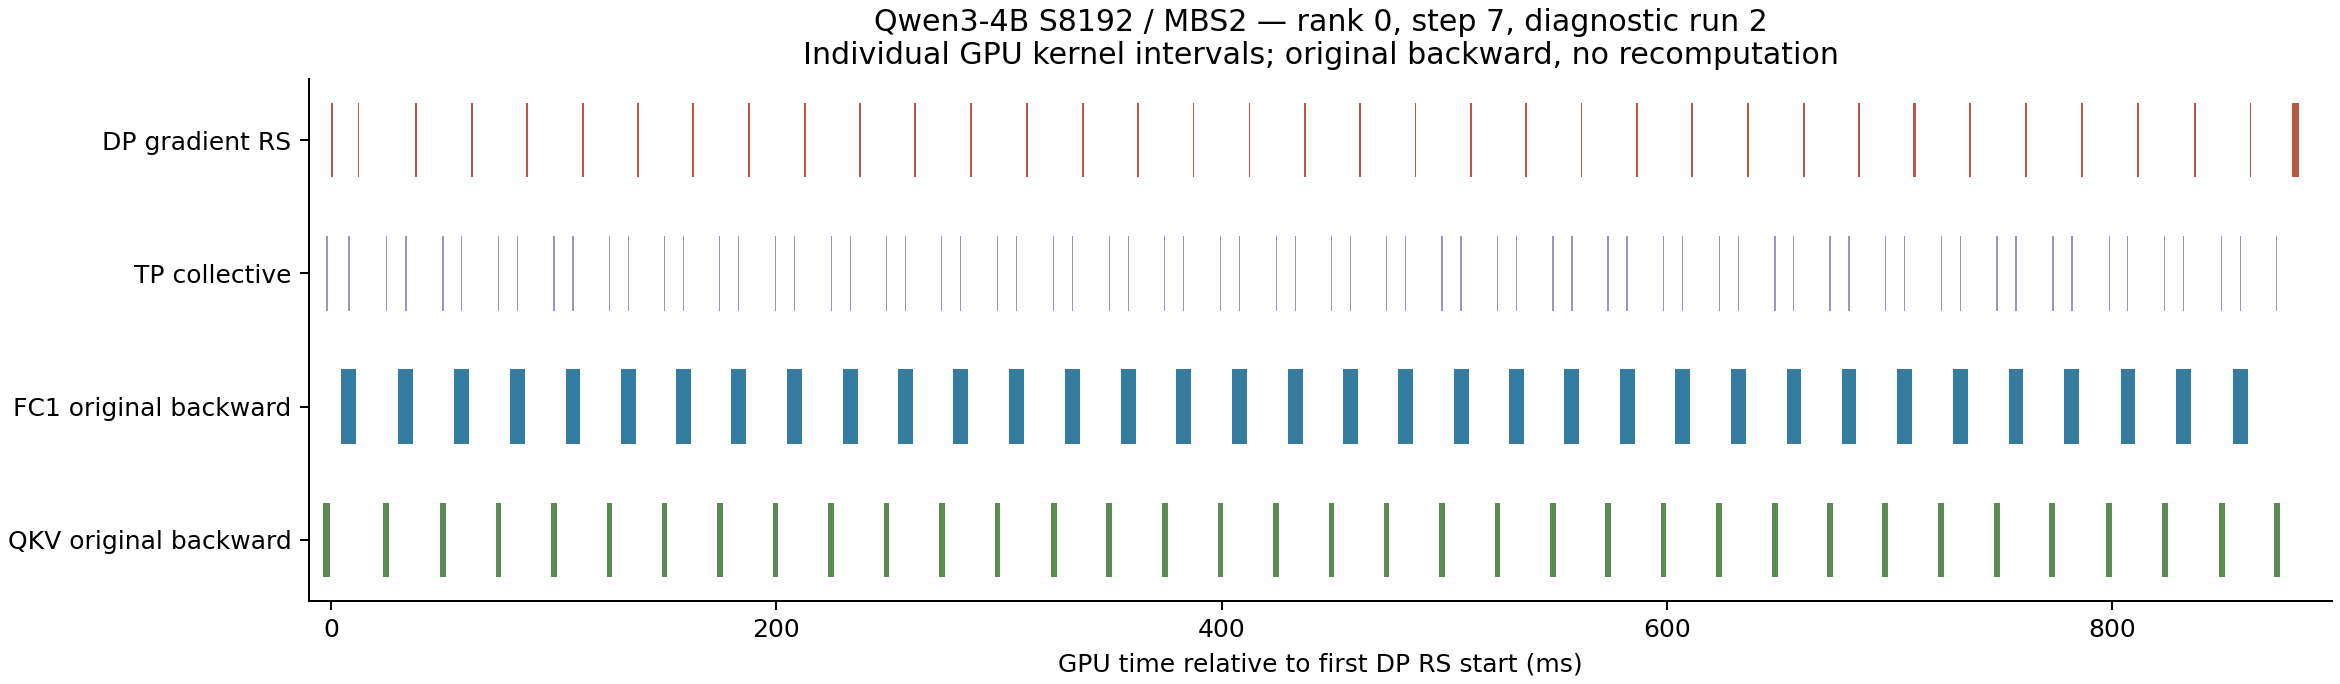 Qwen3-4B S8192 / MBS2 — rank 0, step 7, diagnostic run 2
Individual GPU kernel intervals; original backward, no recomputation
DP gradient RS
TP collective
FC1 original backward
QKV original backward
0 200 400 600 800
GPU time relative to first DP RS start (ms)